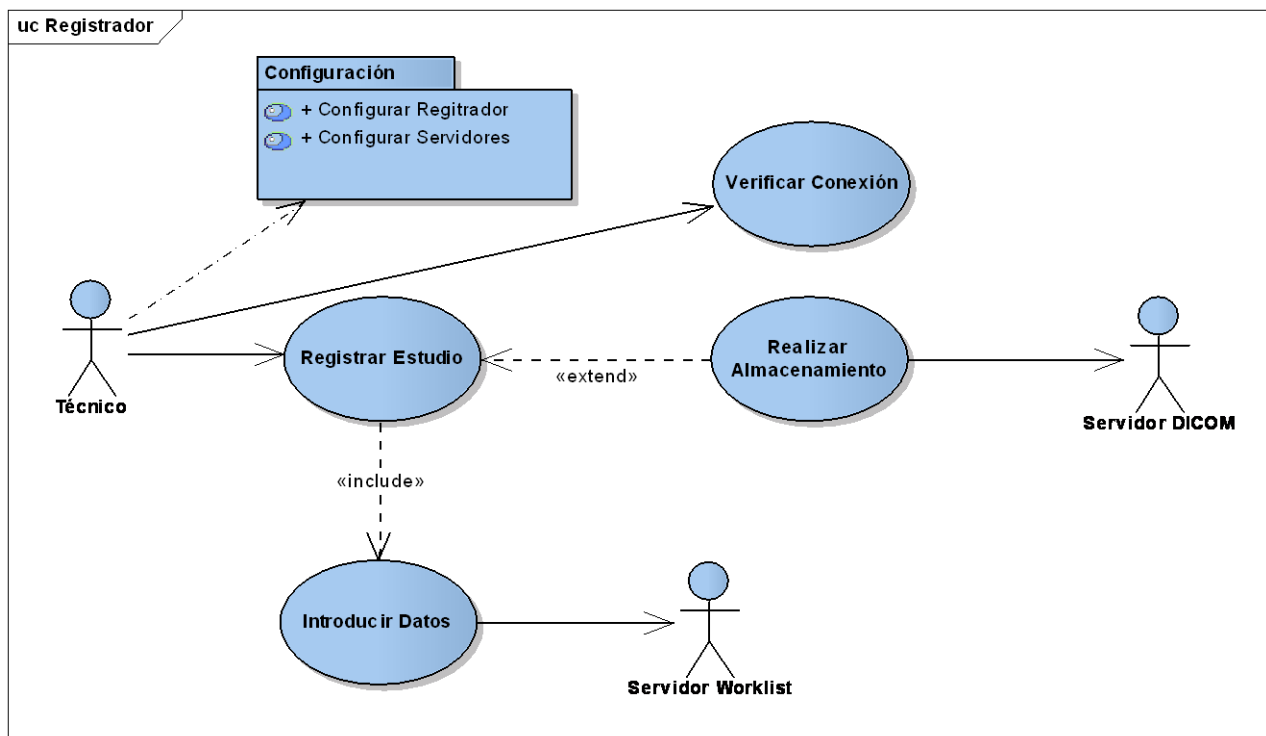 uc Registrador
Configuración
+ Configurar Regitrador
+ Configurar Servidores
Verificar Conexión
Técnico
Registrar Estudio
«extend»
Realizar
Almacenamiento
Servidor DICOM
«include»
Introducir Datos
Servidor Worklist